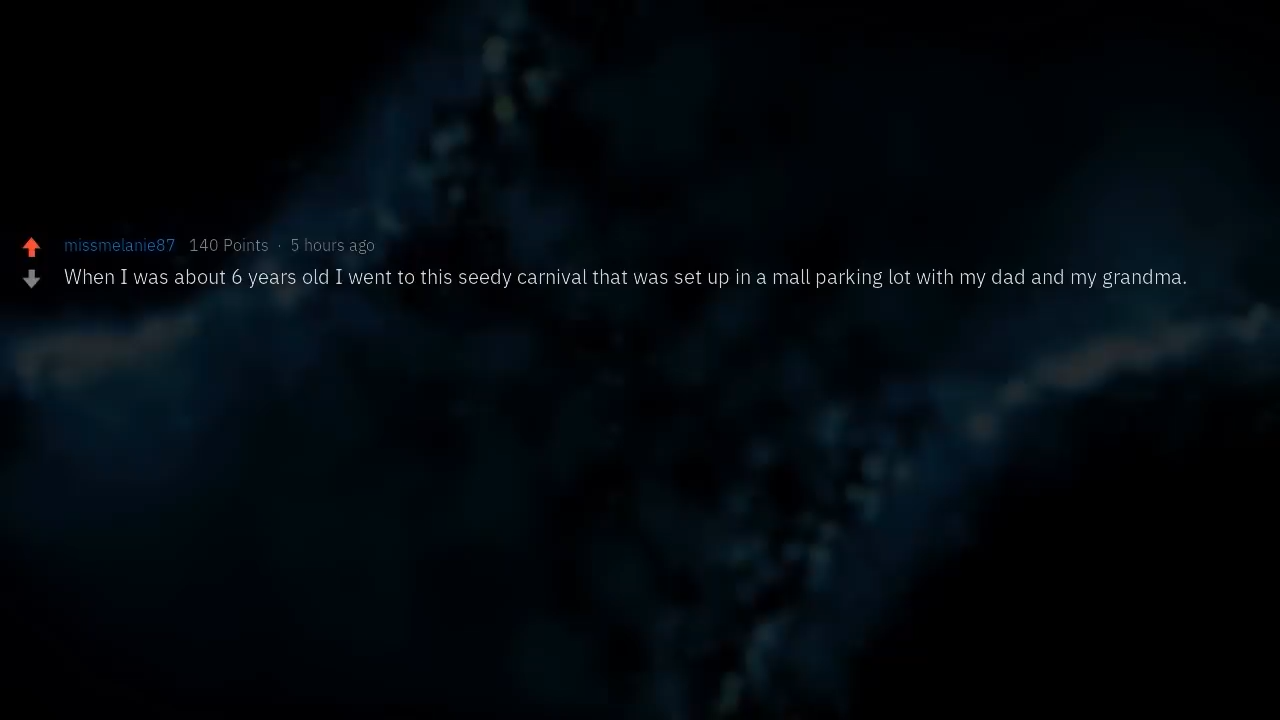 missmelanie87 140 Points · 5 hours ago
When I was about 6 years old I went to this seedy carnival that was set up in a mall parking lot with my dad and my grandma.